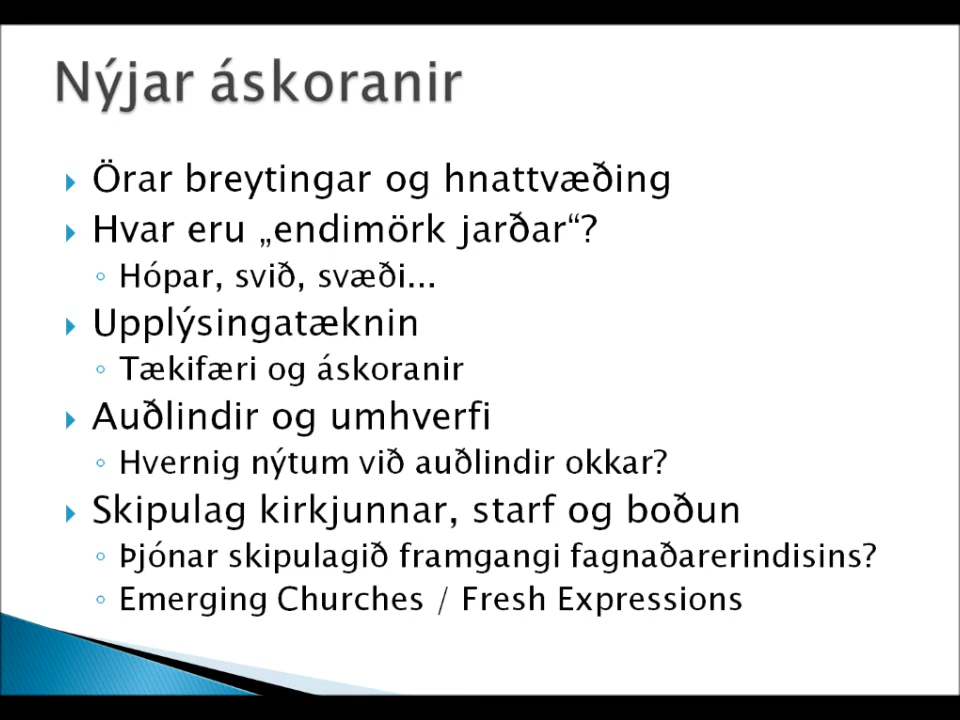 Nýjar áskoranir
Örar breytingar og hnattvæðing
Hvar eru „endimörk jarðar“?
Hópar, svið, svæði...
Upplýsingatæknin
Tækifæri og áskoranir
Auðlindir og umhverfi
Hvernig nýtum við auðlindir okkar?
Skipulag kirkjunnar, starf og boðun
Þjónar skipulagið framgangi fagnaðarerindisins?
Emerging Churches / Fresh Expressions